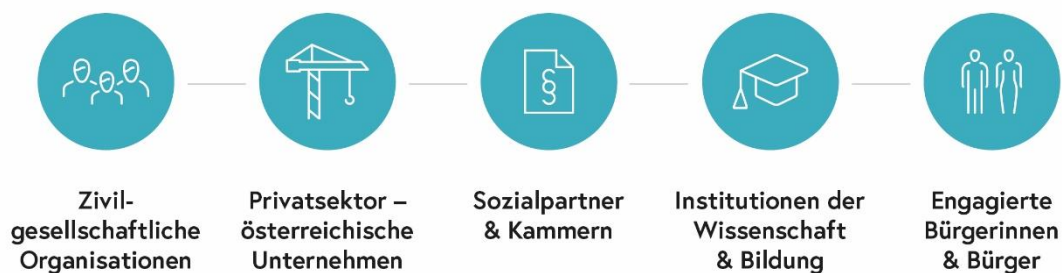 §
Zivil-
gesellschaftliche
Organisationen
Privatsektor –
österreichische
Unternehmen
Sozialpartner
& Kammern
Institutionen der
Wissenschaft
& Bildung
Engagierte
Bürgerinnen
& Bürger